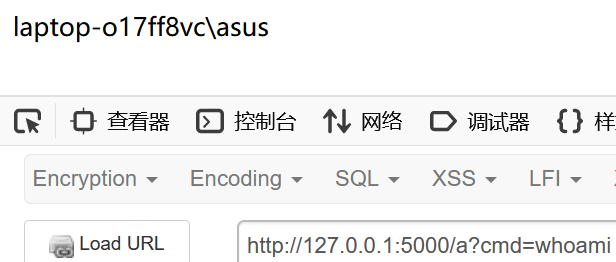 laptop-o17ff8vc\asus
查看器 控制台 网络 调试器 {} 样
Encryption Encoding SQL XSS LFI
Load URL http://127.0.0.1:5000/a?cmd=whoami